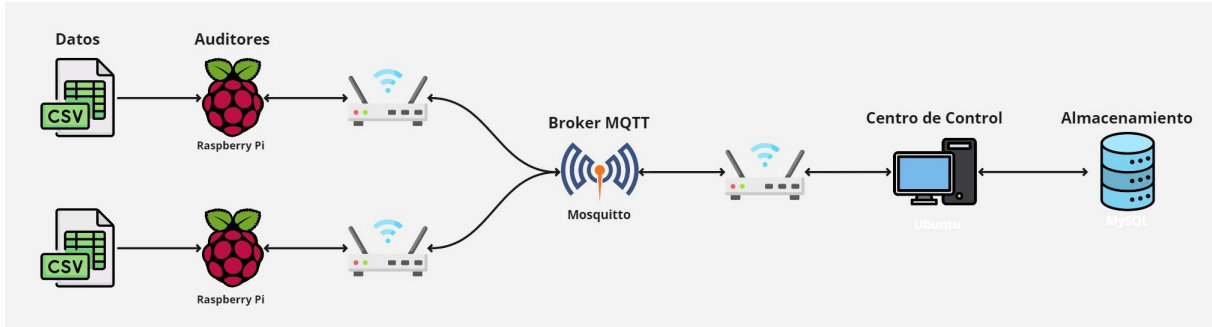 Datos
Auditores
CSV
Raspberry Pi
Broker MQTT
Mosquitto
Centro de Control
Ubuntu
Almacenamiento
MySQL
CSV
Raspberry Pi